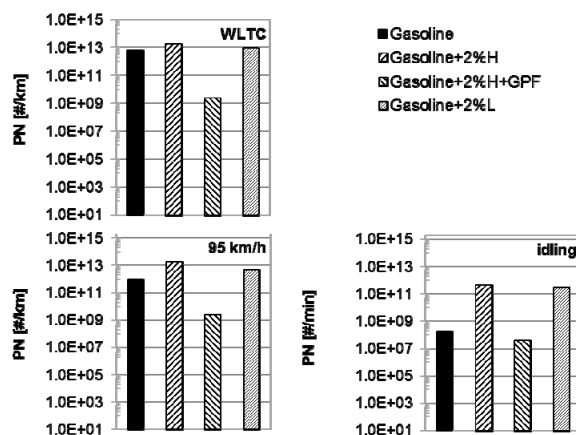 1.0E+15
1.0E+13
1.0E+11
1.0E+09
1.0E+07
1.0E+05
1.0E+03
1.0E+01
PN [#/km]
WLTC
Gasoline
Gasoline+2%H
Gasoline+2%H+GPF
Gasoline+2%L
1.0E+15
1.0E+13
1.0E+11
1.0E+09
1.0E+07
1.0E+05
1.0E+03
1.0E+01
PN [#/km]
95 km/h
1.0E+15
1.0E+13
1.0E+11
1.0E+09
1.0E+07
1.0E+05
1.0E+03
1.0E+01
PN [#/min]
idling